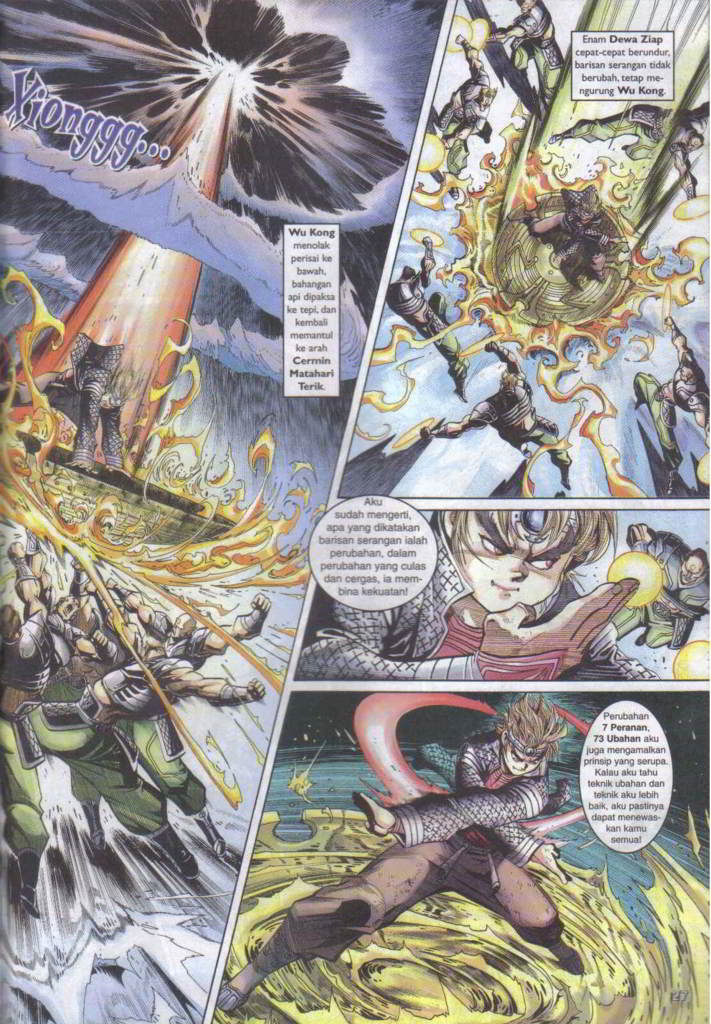 Xionggg...
Wu Kong
menolak
perisai ke
bawah,
bahangan
api dipaksa
ke tepi, dan
kembali
memantul
ke arah
Cermin
Matahari
Terik.
Enam Dewa Ziap
cepat-cepat berundur,
barisan serangan tidak
berubah, tetap me-
ngurung Wu Kong.
Aku
sudah mengerti,
apa yang dikatakan
barisan serangan ialah
perubahan, dalam
perubahan yang culas
dan cergas, ia mem-
bina kekuatan!
Perubahan
7 Peranan,
73 Ubahan aku
juga mengamalkan
prinsip yang serupa.
Kalau aku tahu
teknik ubahan dan
teknik aku lebih
baik, aku pastinya
dapat menewas-
kan kamu
semua!
27